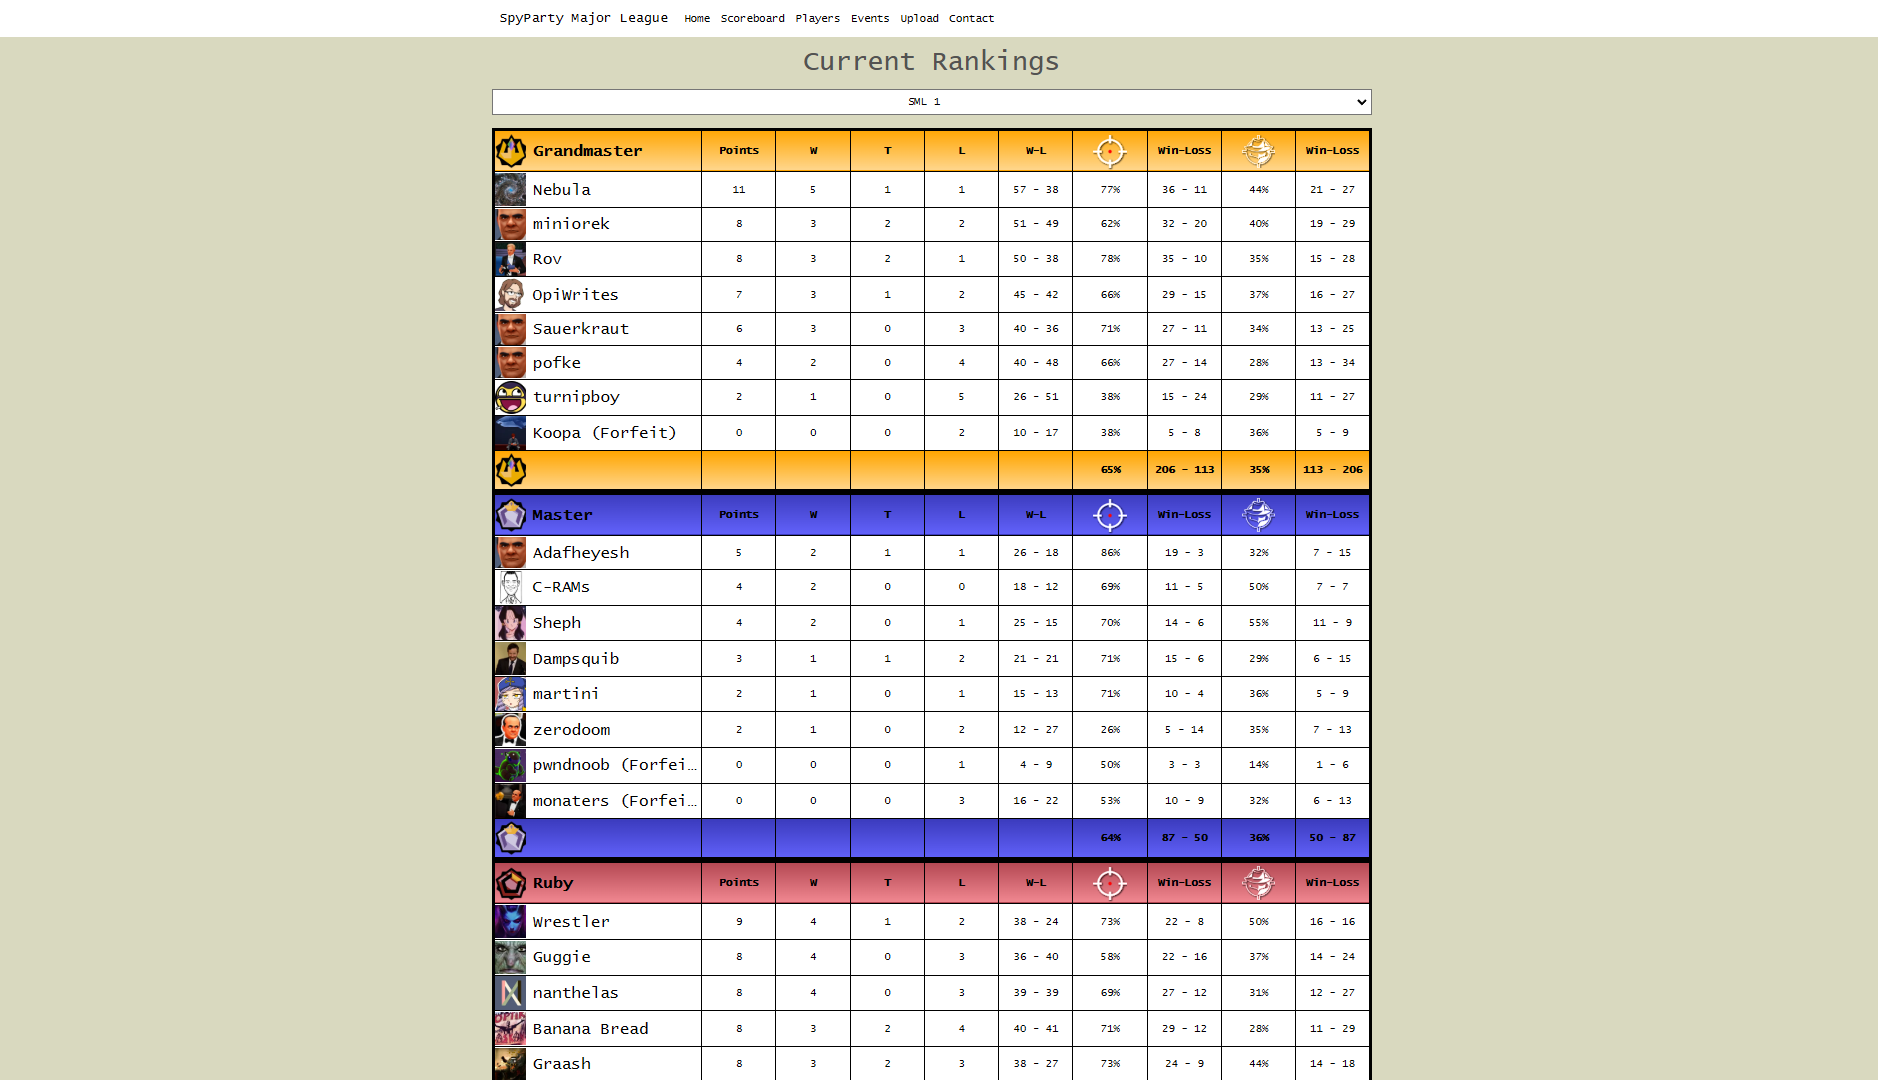 SpyParty Major League Home Scoreboard Players Events Upload Contact
Current Rankings
SML 1
Grandmaster Points W T L W-L Win-Loss Win-Loss
Nebula 11 5 1 1 57 - 38 77% 36 - 11 44% 21 - 27
miniorek 8 3 2 2 51 - 49 62% 32 - 20 40% 19 - 29
Rov 8 3 2 1 50 - 38 78% 35 - 10 35% 15 - 28
OpiWrites 7 3 1 2 45 - 42 66% 29 - 15 37% 16 - 27
Sauerkraut 6 3 0 3 40 - 36 71% 27 - 11 34% 13 - 25
pofke 4 2 0 4 40 - 48 66% 27 - 14 28% 13 - 34
turnipboy 2 1 0 5 26 - 51 38% 15 - 24 29% 11 - 27
Koopa (Forfeit) 0 0 0 2 10 - 17 38% 5 - 8 36% 5 - 9
65% 206 - 113 35% 113 - 206
Master Points W T L W-L Win-Loss Win-Loss
Adafheyesh 5 2 1 1 26 - 18 86% 19 - 3 32% 7 - 15
C-RAMs 4 2 0 0 18 - 12 69% 11 - 5 50% 7 - 7
Sheph 4 2 0 1 25 - 15 70% 14 - 6 55% 11 - 9
Dampsquib 3 1 1 2 21 - 21 71% 15 - 6 29% 6 - 15
martini 2 1 0 1 15 - 13 71% 10 - 4 36% 5 - 9
zerodoom 2 1 0 2 12 - 27 26% 5 - 14 35% 7 - 13
pwndnoob (Forfei… 0 0 0 1 4 - 9 50% 3 - 3 14% 1 - 6
monaters (Forfei… 0 0 0 3 16 - 22 53% 10 - 9 32% 6 - 13
64% 87 - 50 36% 50 - 87
Ruby Points W T L W-L Win-Loss Win-Loss
Wrestler 9 4 1 2 38 - 24 73% 22 - 8 50% 16 - 16
Guggie 8 4 0 3 36 - 40 58% 22 - 16 37% 14 - 24
nanthelas 8 4 0 3 39 - 39 69% 27 - 12 31% 12 - 27
Banana Bread 8 3 2 4 40 - 41 71% 29 - 12 28% 11 - 29
Graash 8 3 2 3 38 - 27 73% 24 - 9 44% 14 - 18